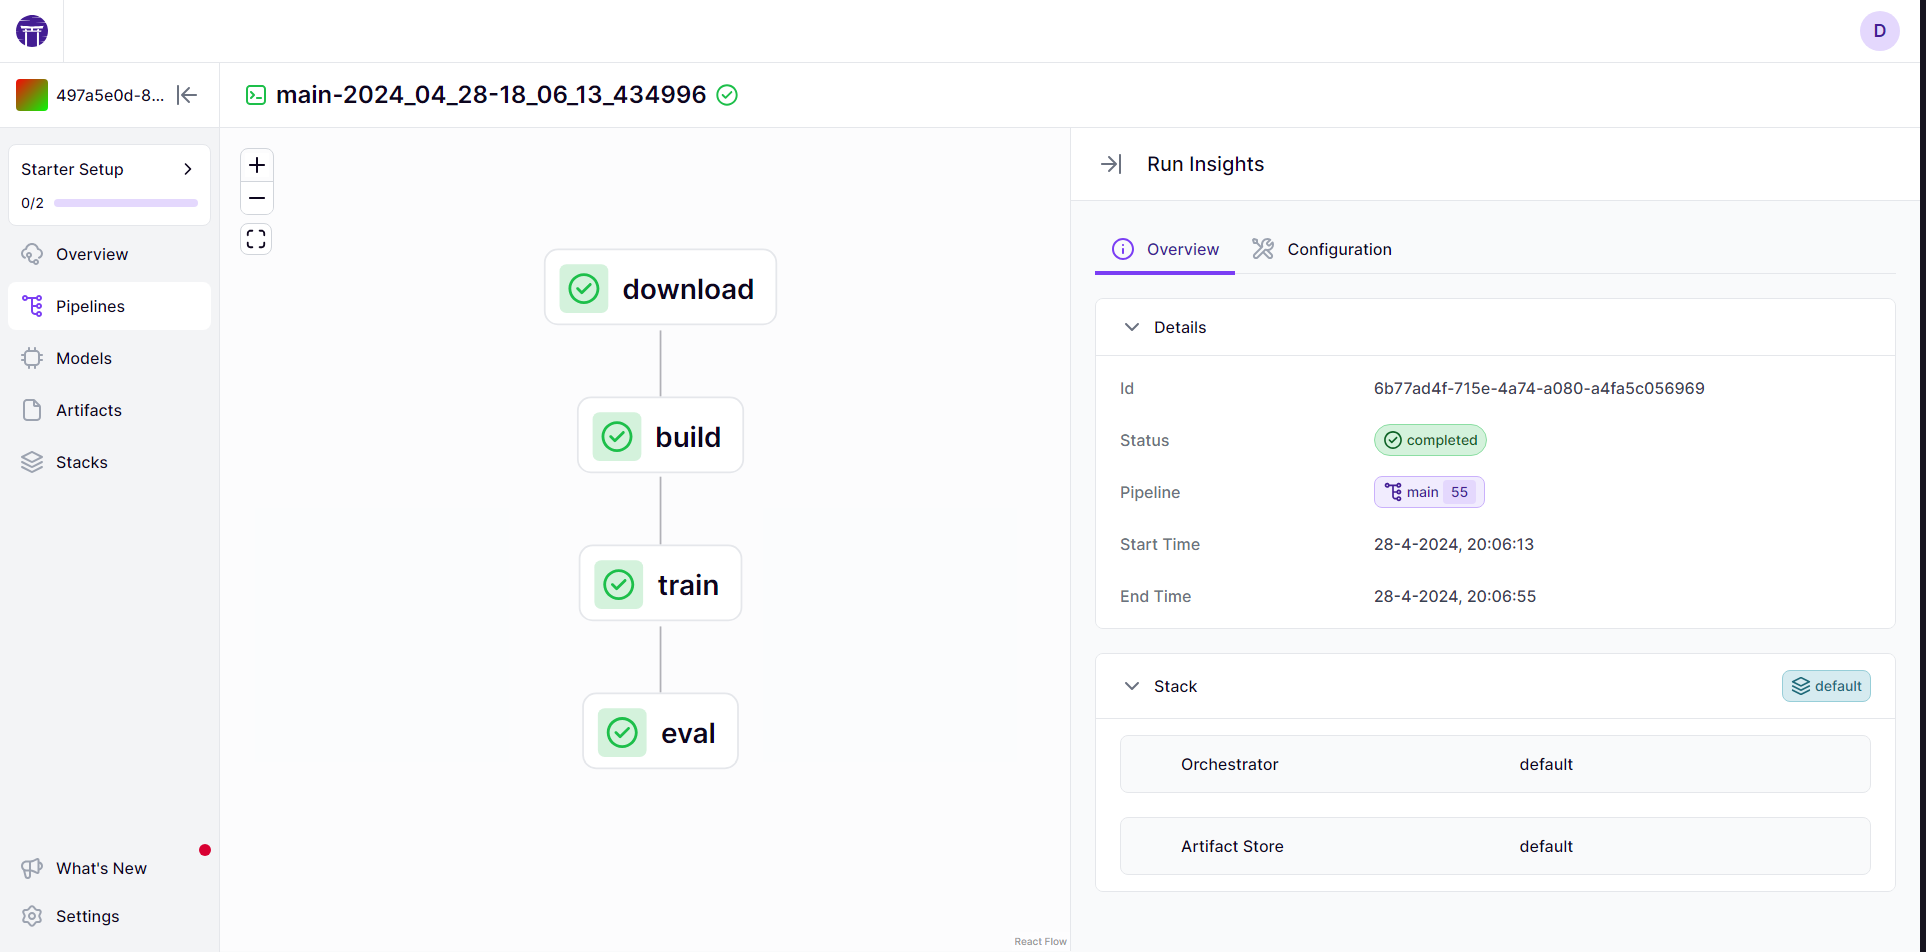 D
497a5e0d-8...
main-2024_04_28-18_06_13_434996
Starter Setup
0/2
Overview
Pipelines
Models
Artifacts
Stacks
What's New
Settings
download
build
train
eval
React Flow
Run Insights
Overview
Configuration
Details
Id
6b77ad4f-715e-4a74-a080-a4fa5c056969
Status
completed
Pipeline
main 55
Start Time
28-4-2024, 20:06:13
End Time
28-4-2024, 20:06:55
Stack
default
Orchestrator
default
Artifact Store
default